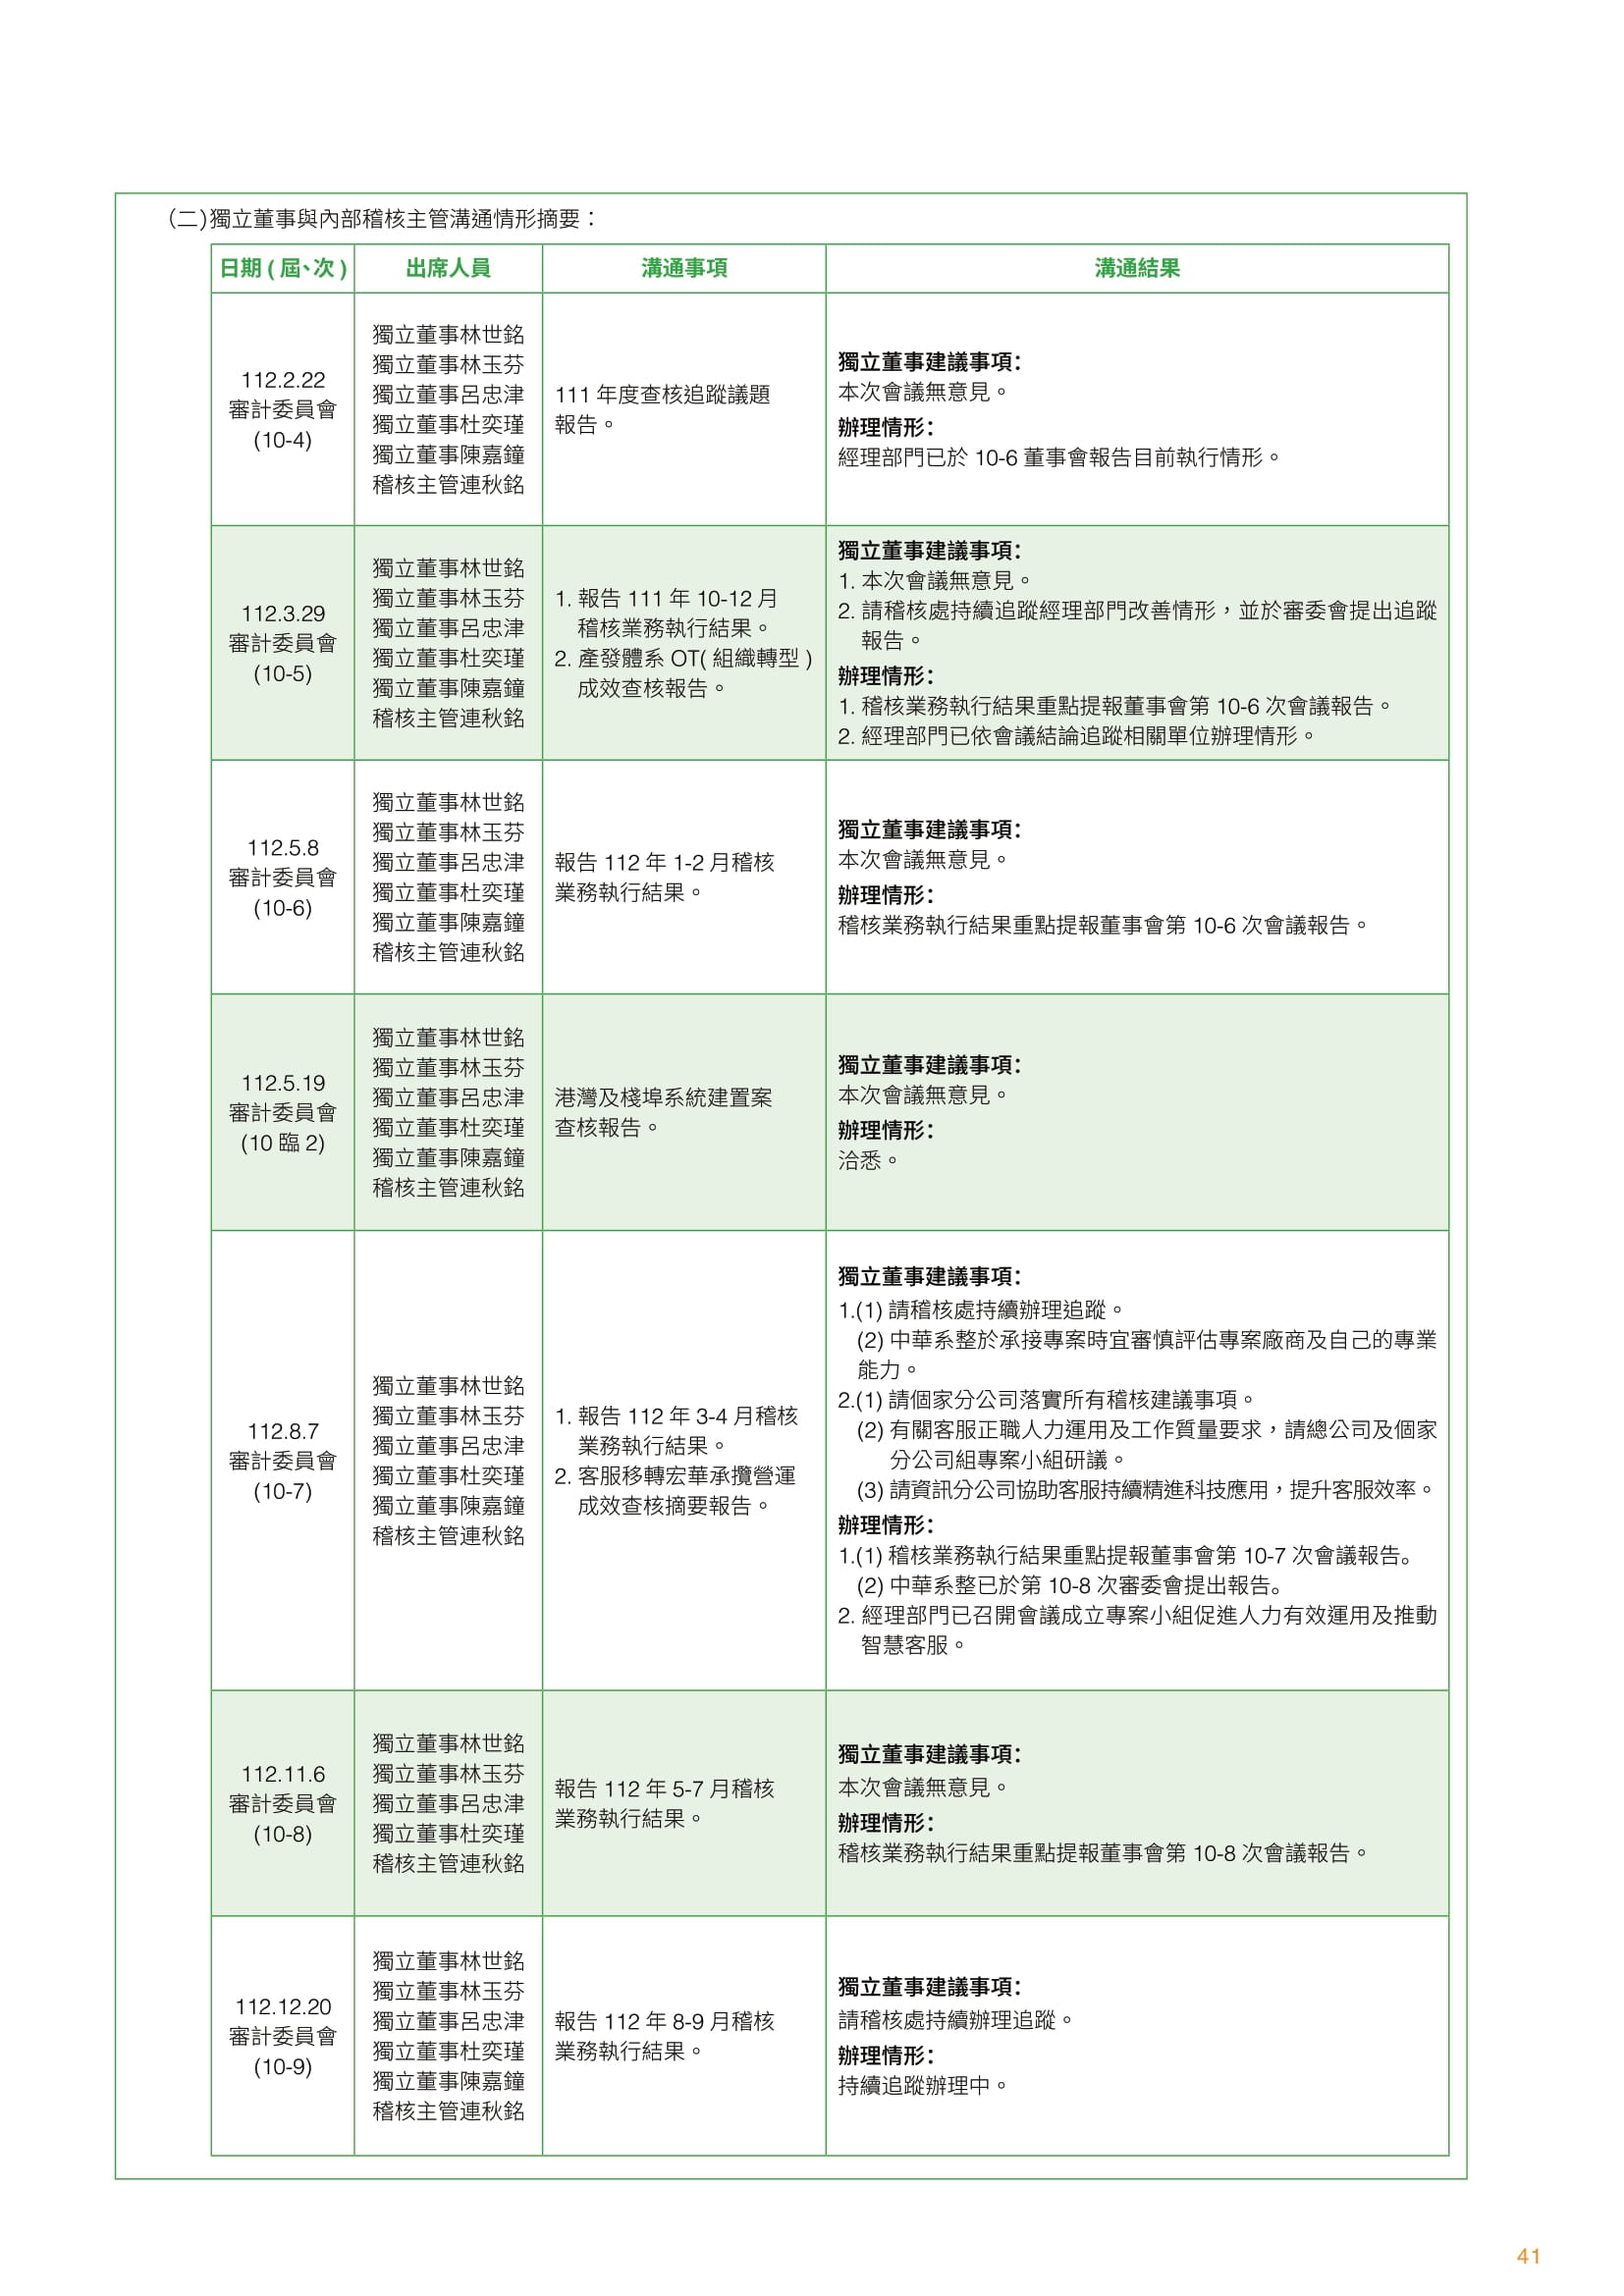 (二)獨立董事與內部稽核主管溝通情形摘要：
日期 ( 屆、次 )
出席人員
溝通事項
溝通結果
112.2.22
審計委員會
(10-4)
獨立董事林世銘
獨立董事林玉芬
獨立董事呂忠津
獨立董事杜奕瑾
獨立董事陳嘉鐘
稽核主管連秋銘
111 年度查核追蹤議題
報告。
獨立董事建議事項：
本次會議無意見。
辦理情形：
經理部門已於 10-6 董事會報告目前執行情形。
112.3.29
審計委員會
(10-5)
獨立董事林世銘
獨立董事林玉芬
獨立董事呂忠津
獨立董事杜奕瑾
獨立董事陳嘉鐘
稽核主管連秋銘
1. 報告 111 年 10-12 月
稽核業務執行結果。
2. 產發體系 OT( 組織轉型 )
成效查核報告。
獨立董事建議事項：
1. 本次會議無意見。
2. 請稽核處持續追蹤經理部門改善情形，並於審委會提出追蹤
報告。
辦理情形：
1. 稽核業務執行結果重點提報董事會第 10-6 次會議報告。
2. 經理部門已依會議結論追蹤相關單位辦理情形。
112.5.8
審計委員會
(10-6)
獨立董事林世銘
獨立董事林玉芬
獨立董事呂忠津
獨立董事杜奕瑾
獨立董事陳嘉鐘
稽核主管連秋銘
報告 112 年 1-2 月稽核
業務執行結果。
獨立董事建議事項：
本次會議無意見。
辦理情形：
稽核業務執行結果重點提報董事會第 10-6 次會議報告。
112.5.19
審計委員會
(10 臨 2)
獨立董事林世銘
獨立董事林玉芬
獨立董事呂忠津
獨立董事杜奕瑾
獨立董事陳嘉鐘
稽核主管連秋銘
港灣及棧埠系統建置案
查核報告。
獨立董事建議事項：
本次會議無意見。
辦理情形：
洽悉。
112.8.7
審計委員會
(10-7)
獨立董事林世銘
獨立董事林玉芬
獨立董事呂忠津
獨立董事杜奕瑾
獨立董事陳嘉鐘
稽核主管連秋銘
1. 報告 112 年 3-4 月稽核
業務執行結果。
2. 客服移轉宏華承攬營運
成效查核摘要報告。
獨立董事建議事項：
1.(1) 請稽核處持續辦理追蹤。
(2) 中華系整於承接專案時宜審慎評估專案廠商及自己的專業
能力。
2.(1) 請個家分公司落實所有稽核建議事項。
(2) 有關客服正職人力運用及工作質量要求，請總公司及個家
分公司組專案小組研議。
(3) 請資訊分公司協助客服持續精進科技應用，提升客服效率。
辦理情形：
1.(1) 稽核業務執行結果重點提報董事會第 10-7 次會議報告。
(2) 中華系整已於第 10-8 次審委會提出報告。
2. 經理部門已召開會議成立專案小組促進人力有效運用及推動
智慧客服。
112.11.6
審計委員會
(10-8)
獨立董事林世銘
獨立董事林玉芬
獨立董事呂忠津
獨立董事杜奕瑾
稽核主管連秋銘
報告 112 年 5-7 月稽核
業務執行結果。
獨立董事建議事項：
本次會議無意見。
辦理情形：
稽核業務執行結果重點提報董事會第 10-8 次會議報告。
112.12.20
審計委員會
(10-9)
獨立董事林世銘
獨立董事林玉芬
獨立董事呂忠津
獨立董事杜奕瑾
獨立董事陳嘉鐘
稽核主管連秋銘
報告 112 年 8-9 月稽核
業務執行結果。
獨立董事建議事項：
請稽核處持續辦理追蹤。
辦理情形：
持續追蹤辦理中。
41